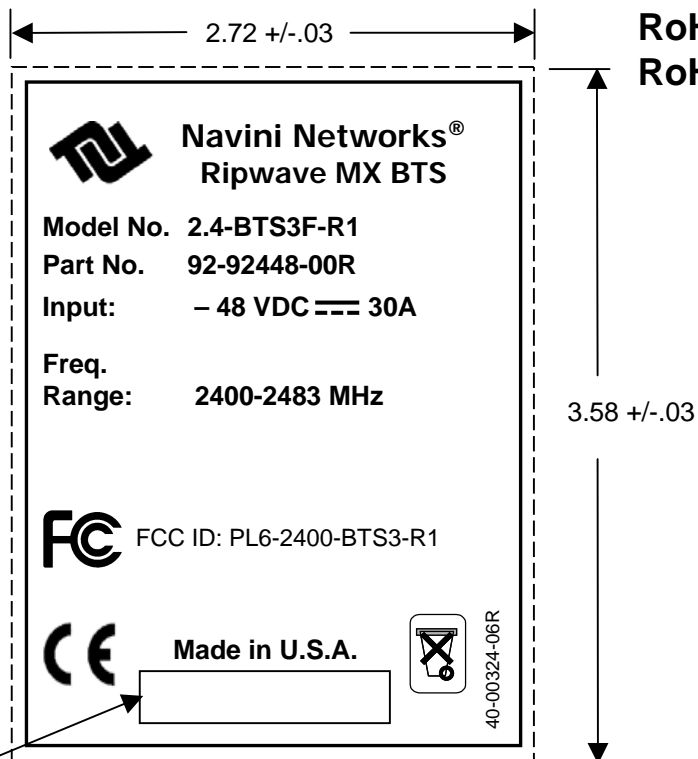 2.72 +/-.03
Navini Networks®
Ripwave MX BTS
Model No. 2.4-BTS3F-R1
Part No. 92-92448-00R
Input: – 48 VDC 30A
Freq.
Range: 2400-2483 MHz
3.58 +/-.03
FC FCC ID: PL6-2400-BTS3-R1
CE Made in U.S.A.
40-00324-06R